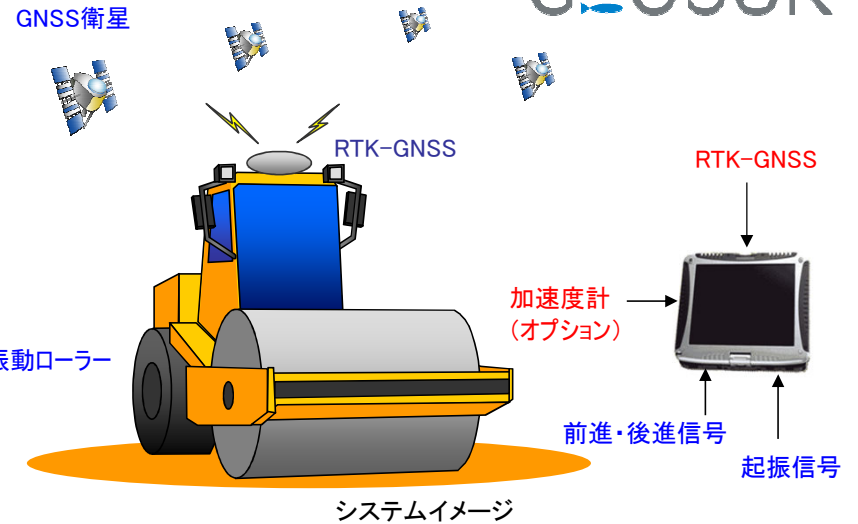 GNSS衛星
RTK-GNSS
RTK-GNSS
加速度計
(オプション)
振動ローラー
前進・後進信号
起振信号
システムイメージ